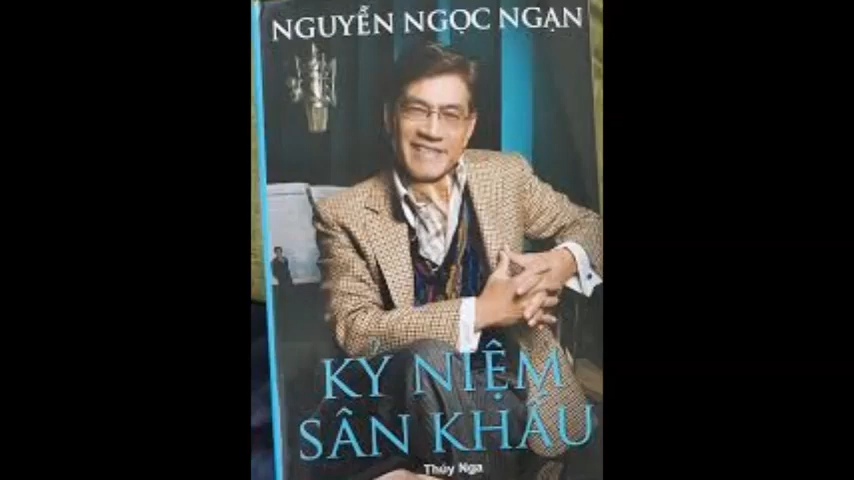 NGUYỄN NGỌC NGẠN
KỶ NIỆM
SÂN KHẤU
Thúy Nga